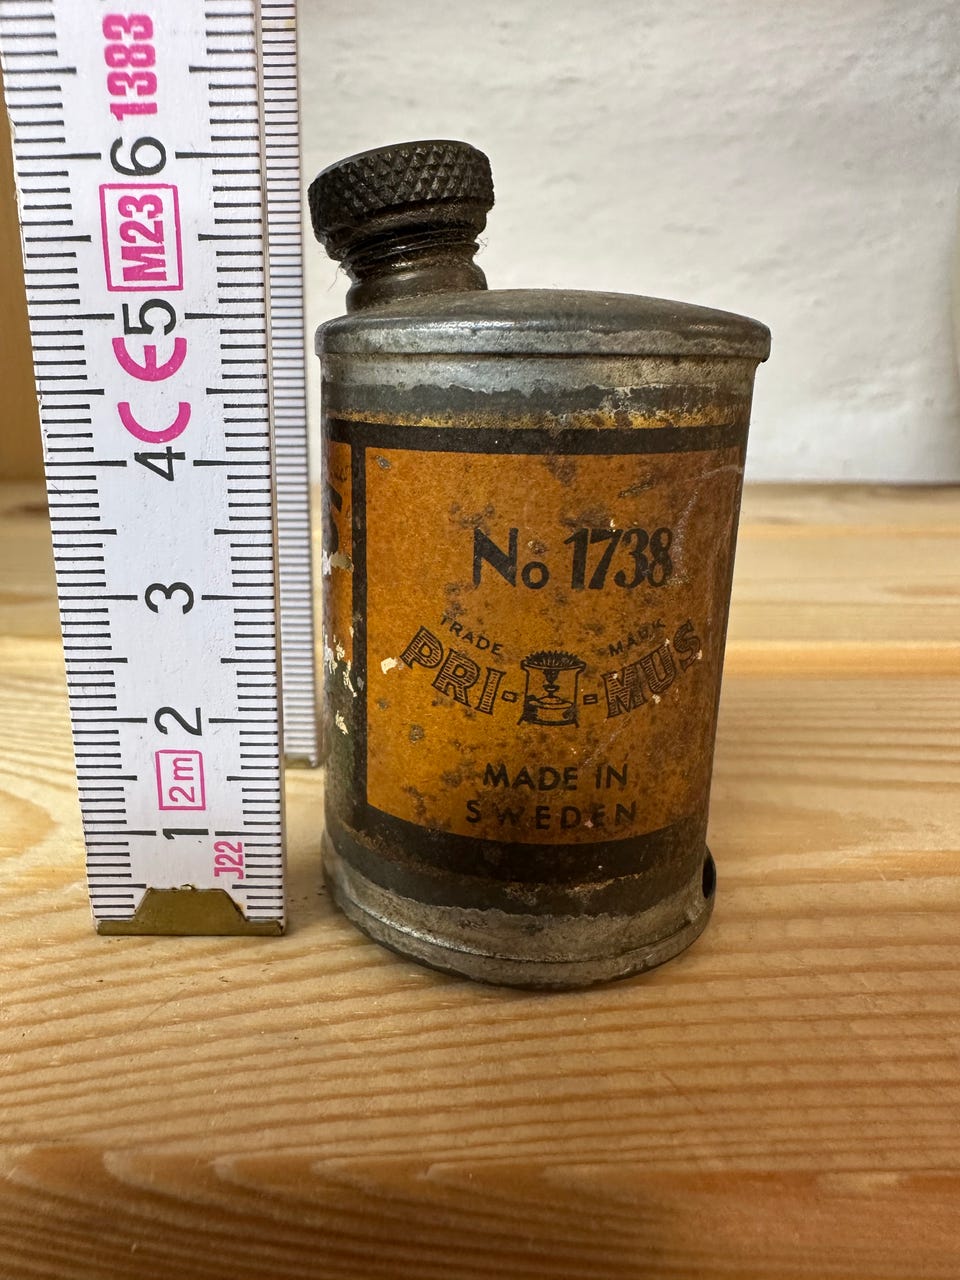 1383
6
M23
5
CE
4
3
2
2m
1
J22
No 1738
TRADE MARK
PRI-MUS
MADE IN
SWEDEN